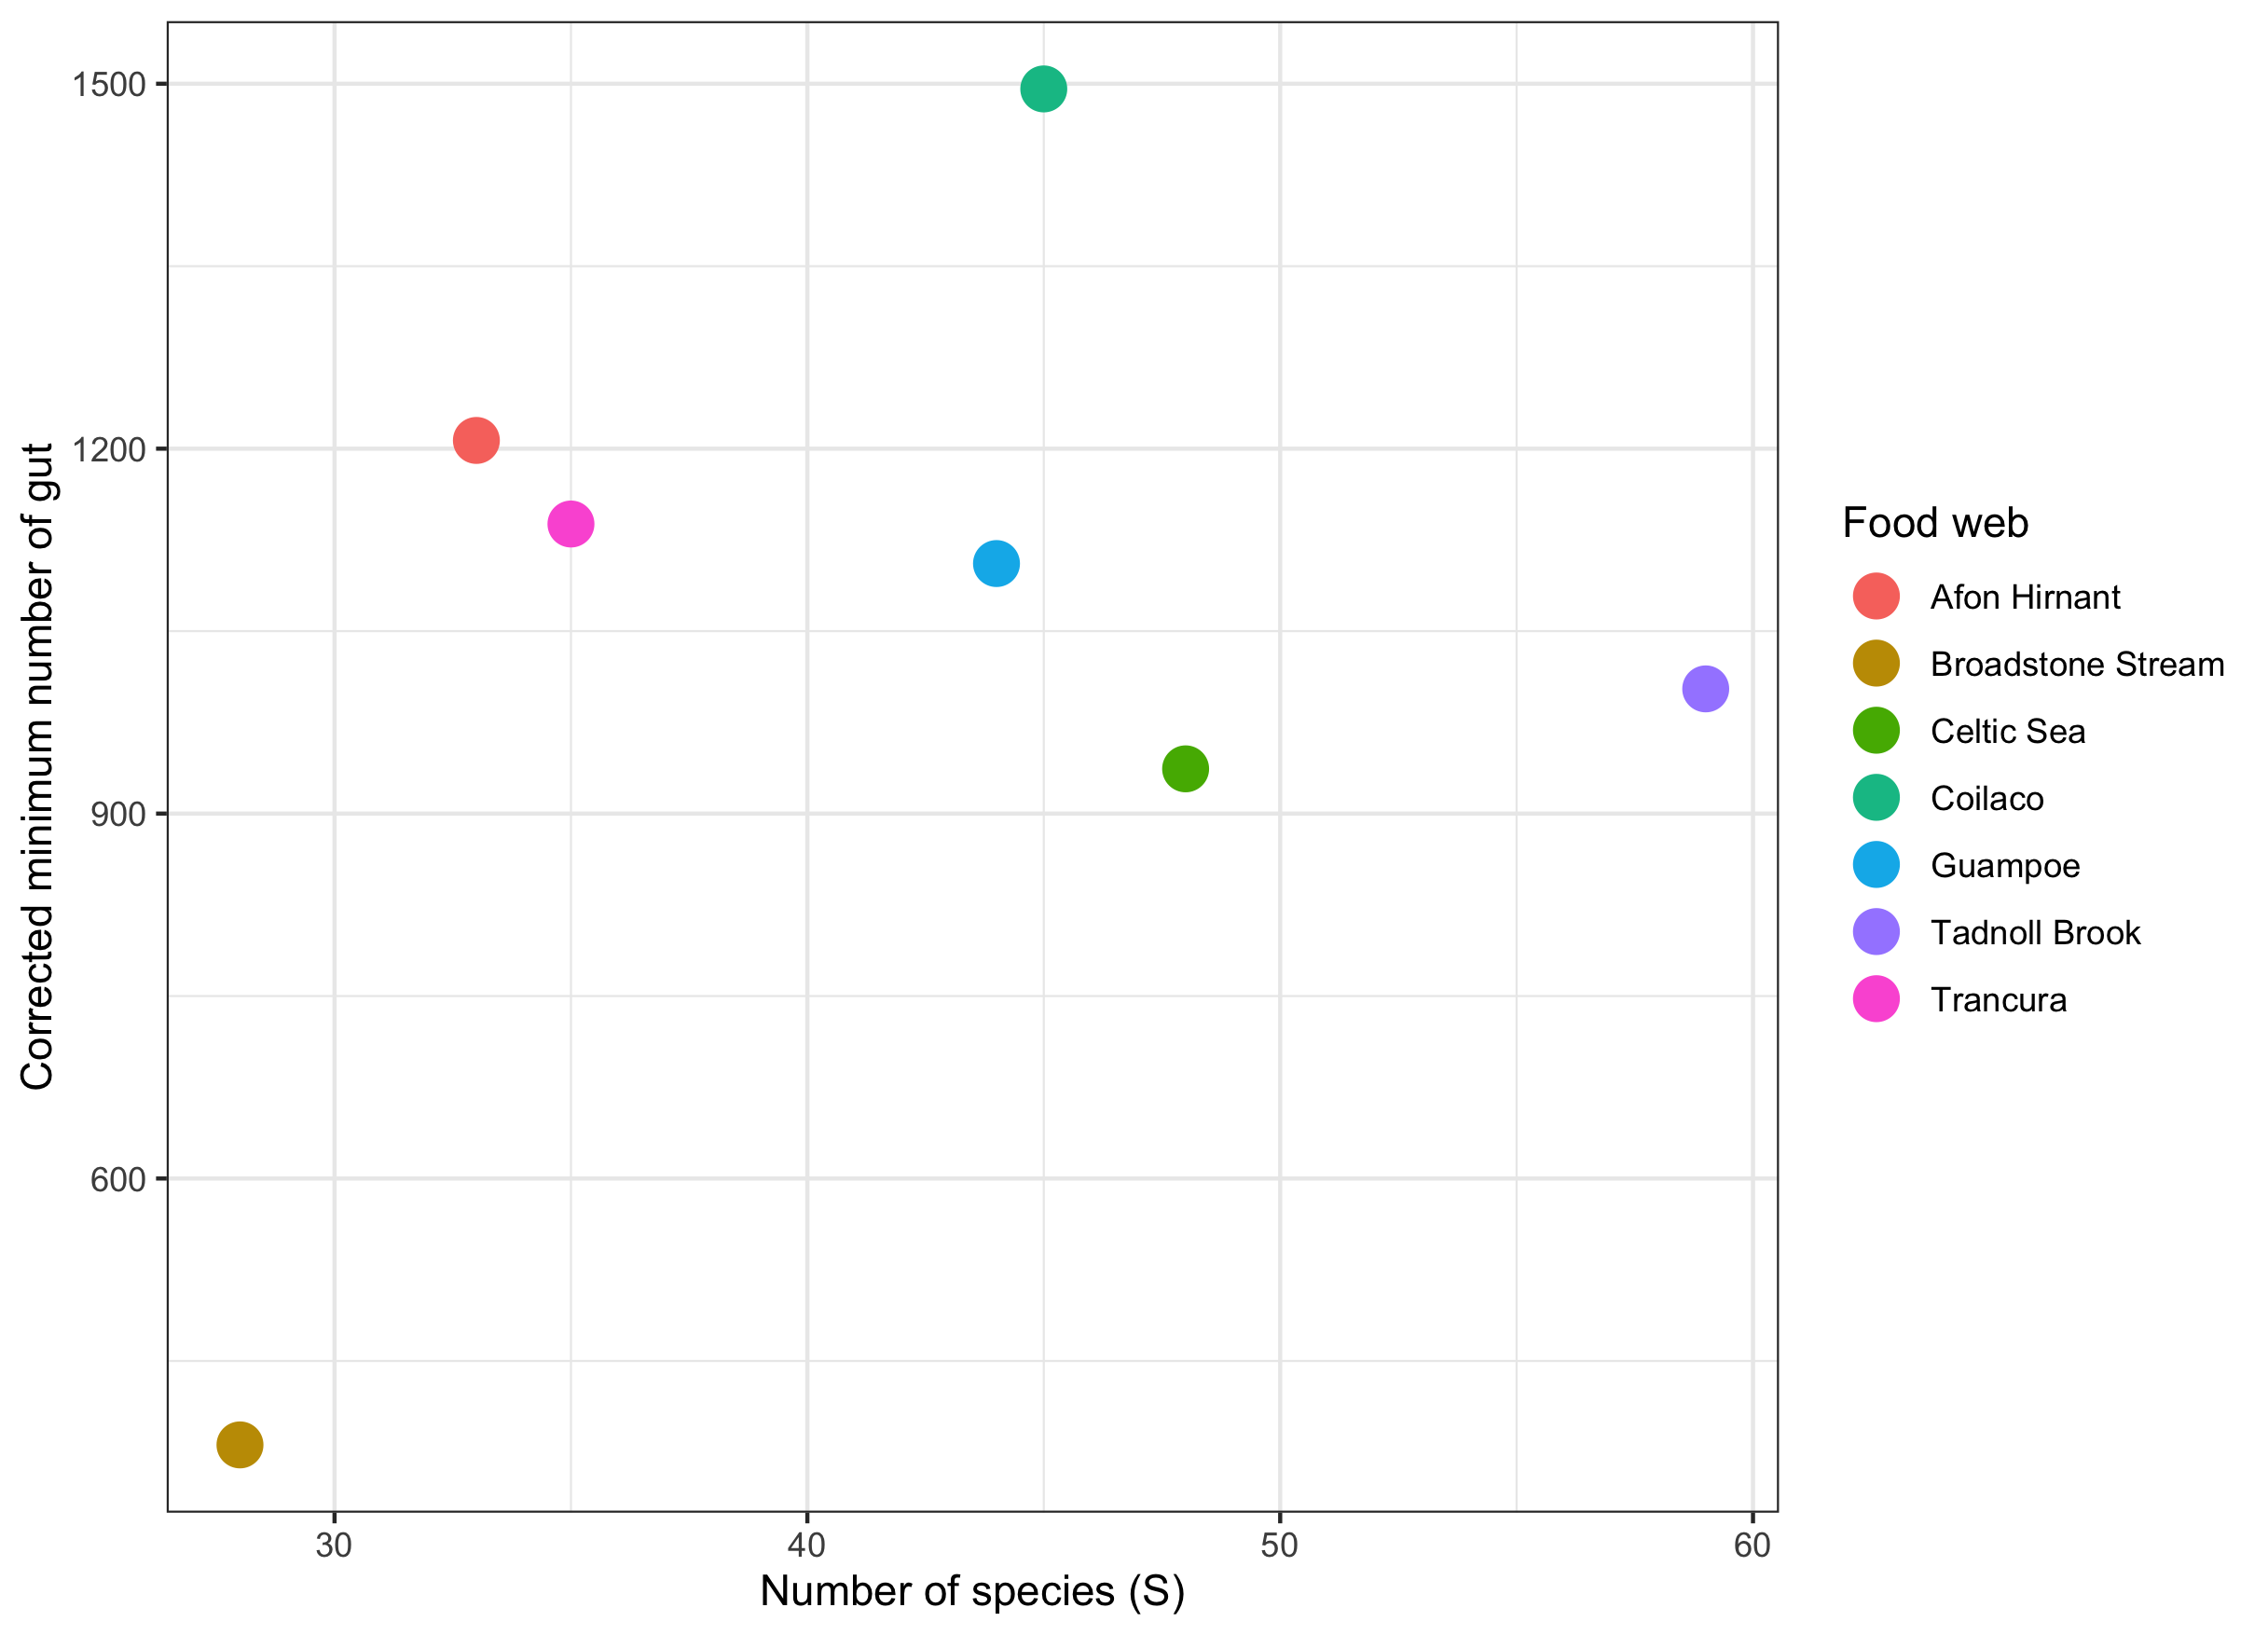 1500
1200
900
600
Corrected minimum number of gut
30
40
50
60
Number of species (S)
Food web
Afon Hirnant
Broadstone Stream
Celtic Sea
Coilaco
Guampoe
Tadnoll Brook
Trancura